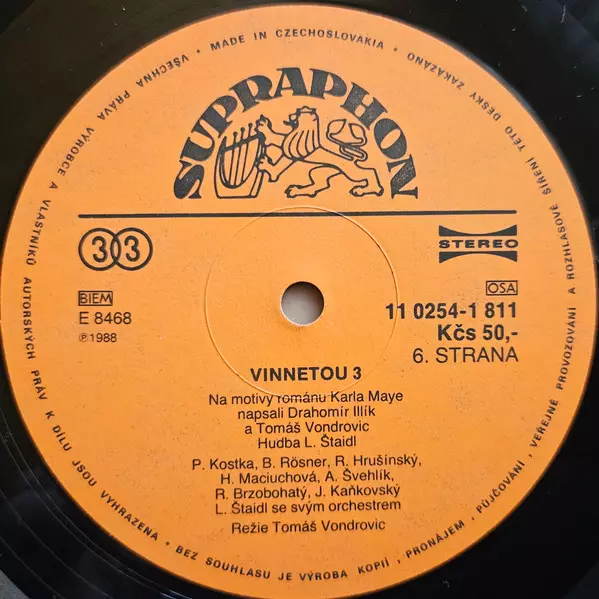 VŠECHNA PRÁVA VÝROBCE A VLASTNÍKŮ AUTORSKÝCH PRÁV K DÍLU JSOU VYHRAZENA • BEZ SOUHLASU JE VÝROBA KOPIÍ, PRONÁJEM, PŮJČOVÁNÍ, VEŘEJNÉ PROVOZOVÁNÍ A ROZHLASOVÉ ŠÍŘENÍ TÉTO DESKY ZAKÁZÁNO • MADE IN CZECHOSLOVAKIA •
SUPRAPHON
33
STEREO
BIEM
OSA
E 8468
11 0254-1 811
℗1988
Kčs 50,-
6. STRANA
VINNETOU 3
Na motivy románu Karla Maye
napsali Drahomír Illík
a Tomáš Vondrovic
Hudba L. Štaidl
P. Kostka, B. Rösner, R. Hrušínský,
H. Maciuchová, A. Švehlík,
R. Brzobohatý, J. Kaňkovský
L. Štaidl se svým orchestrem
Režie Tomáš Vondrovic